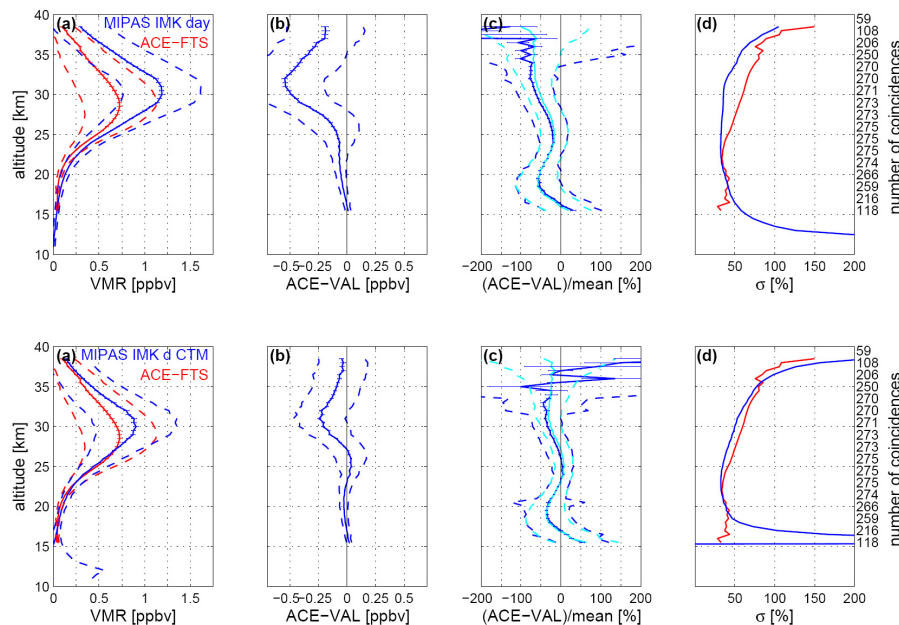 (a) MIPAS IMK day
ACE−FTS
altitude [km]
40
35
30
25
20
15
10
0 0.5 1 1.5
VMR [ppbv]
(b)
−0.5 −0.25 0 0.25 0.5
ACE−VAL [ppbv]
(c)
−200 −100 0 100 200
(ACE−VAL)/mean [%]
(d)
50 100 150 200
σ [%]
59
108
206
250
270
270
271
273
273
275
275
274
266
259
216
118
number of coincidences
(a) MIPAS IMK d CTM
ACE−FTS
altitude [km]
40
35
30
25
20
15
10
0 0.5 1 1.5
VMR [ppbv]
(b)
−0.5 −0.25 0 0.25 0.5
ACE−VAL [ppbv]
(c)
−200 −100 0 100 200
(ACE−VAL)/mean [%]
(d)
50 100 150 200
σ [%]
59
108
206
250
270
270
271
273
273
275
275
274
266
259
216
118
number of coincidences